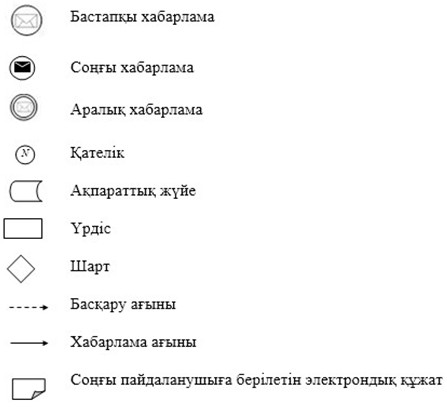 Бастапқы хабарлама
Соңғы хабарлама
Аралық хабарлама
N Қателік
Ақпараттық жүйе
Үрдіс
Шарт
Басқару ағыны
Хабарлама ағыны
Соңғы пайдаланушыға берілетін электрондық құжат